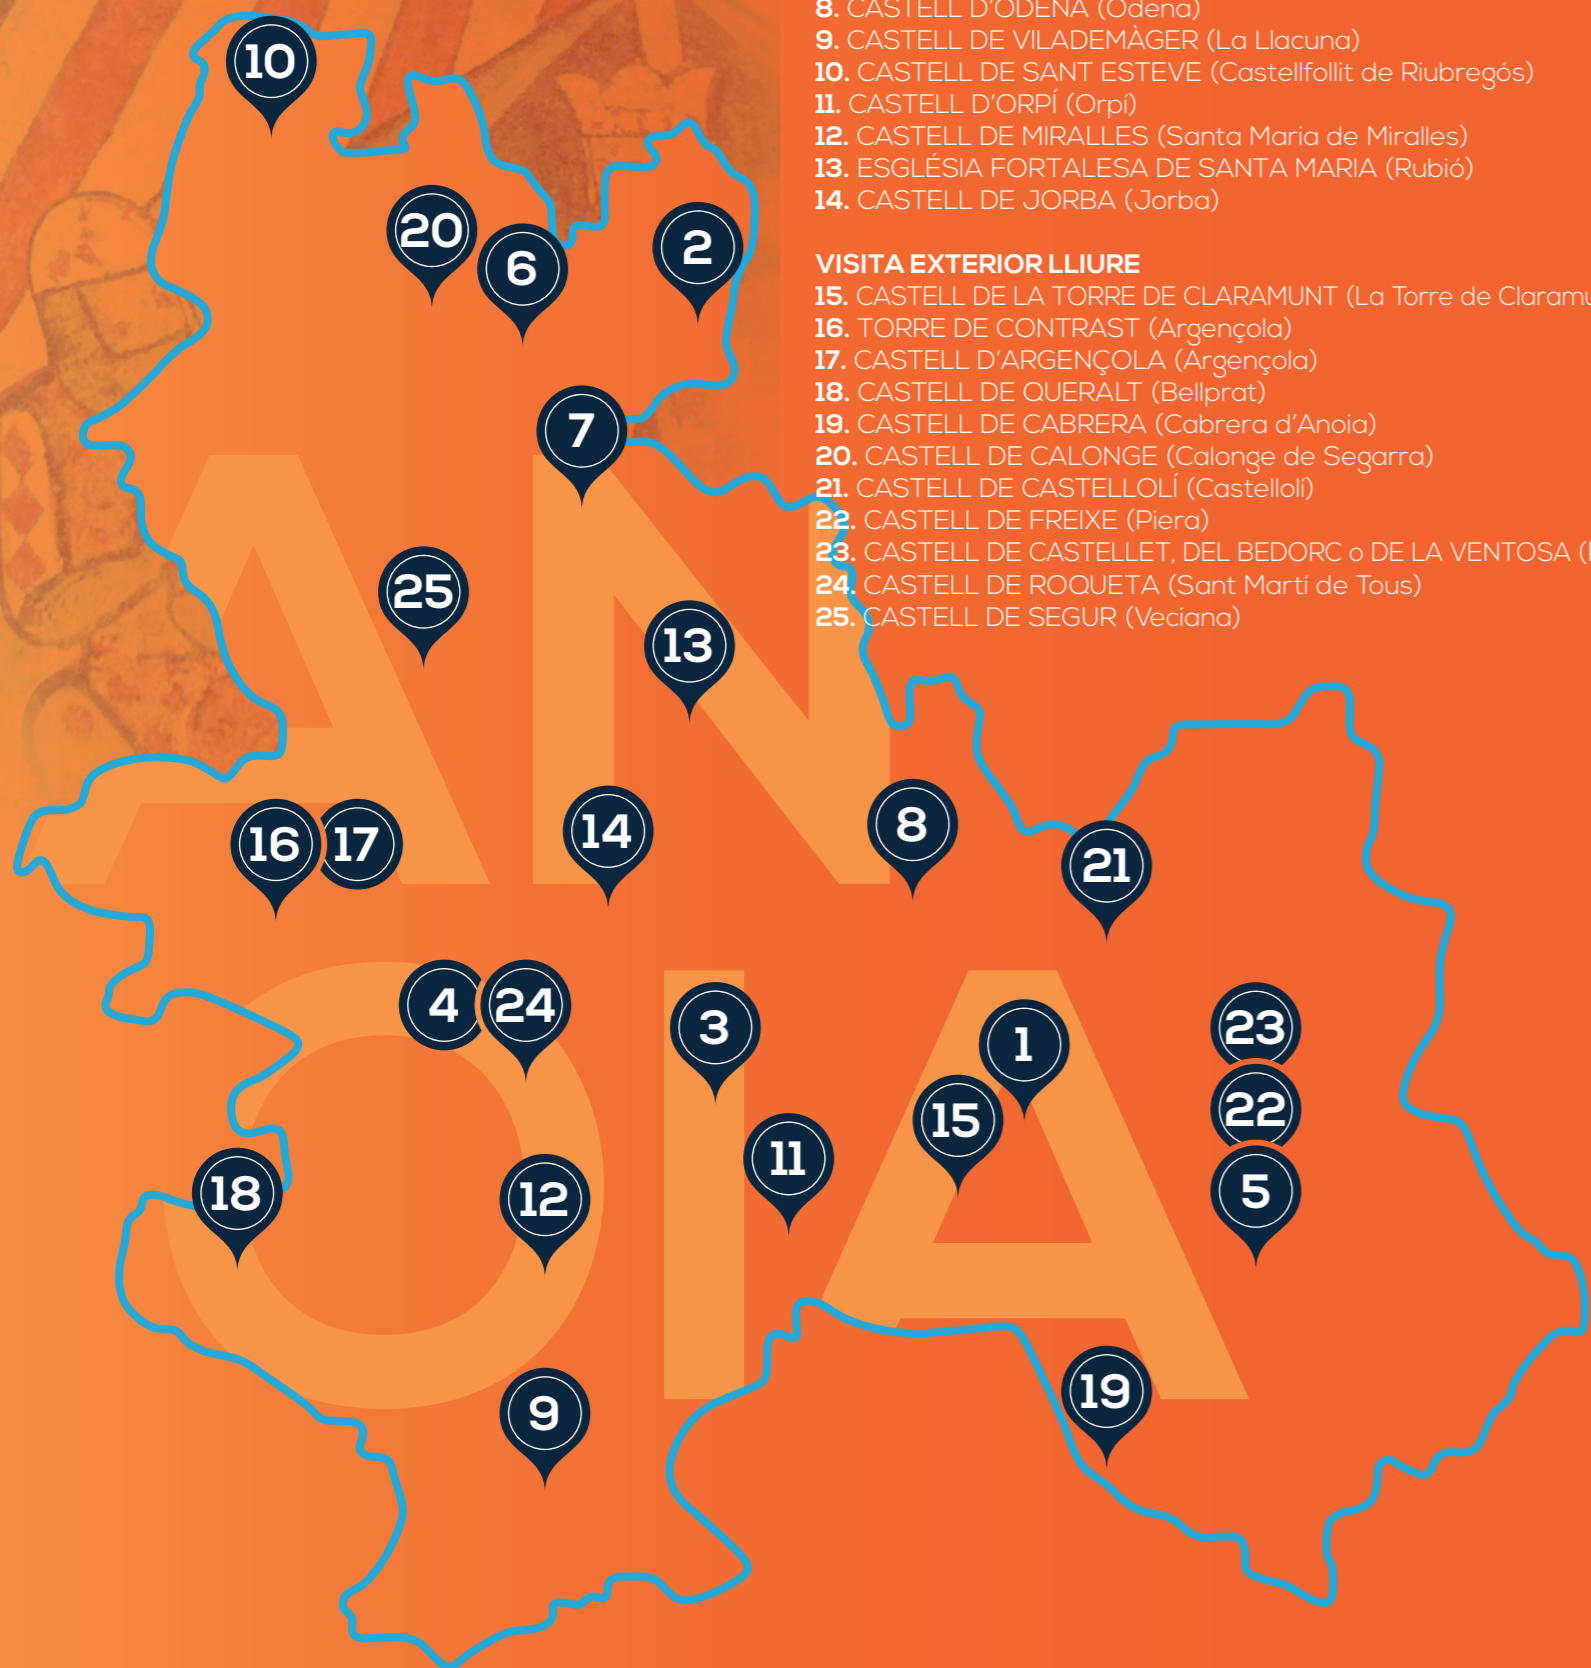 8. CASTELL D'ÒDENA (Òdena)
9. CASTELL DE VILADEMÀGER (La Llacuna)
10. CASTELL DE SANT ESTEVE (Castellfollit de Riubregós)
11. CASTELL D'ORPÍ (Orpí)
12. CASTELL DE MIRALLES (Santa Maria de Miralles)
13. ESGLÉSIA FORTALESA DE SANTA MARIA (Rubió)
14. CASTELL DE JORBA (Jorba)
VISITA EXTERIOR LLIURE
15. CASTELL DE LA TORRE DE CLARAMUNT (La Torre de
16. TORRE DE CONTRAST (Argençola)
17. CASTELL D'ARGENÇOLA (Argençola)
18. CASTELL DE QUERALT (Bellprat)
19. CASTELL DE CABRERA (Cabrera d'Anoia)
20. CASTELL DE CALONGE (Calonge de Segarra)
21. CASTELL DE CASTELLOLÍ (Castellolí)
22. CASTELL DE FREIXE (Piera)
23. CASTELL DE CASTELLET, DEL BEDORC o DE LA VENTOSA
24. CASTELL DE ROQUETA (Sant Martí de Tous)
25. CASTELL DE SEGUR (Veciana)
10
20
6
2
7
25
13
AN
16
17
14
8
21
4
24
3
1
23
15
22
11
18
12
5
OIA
19
9